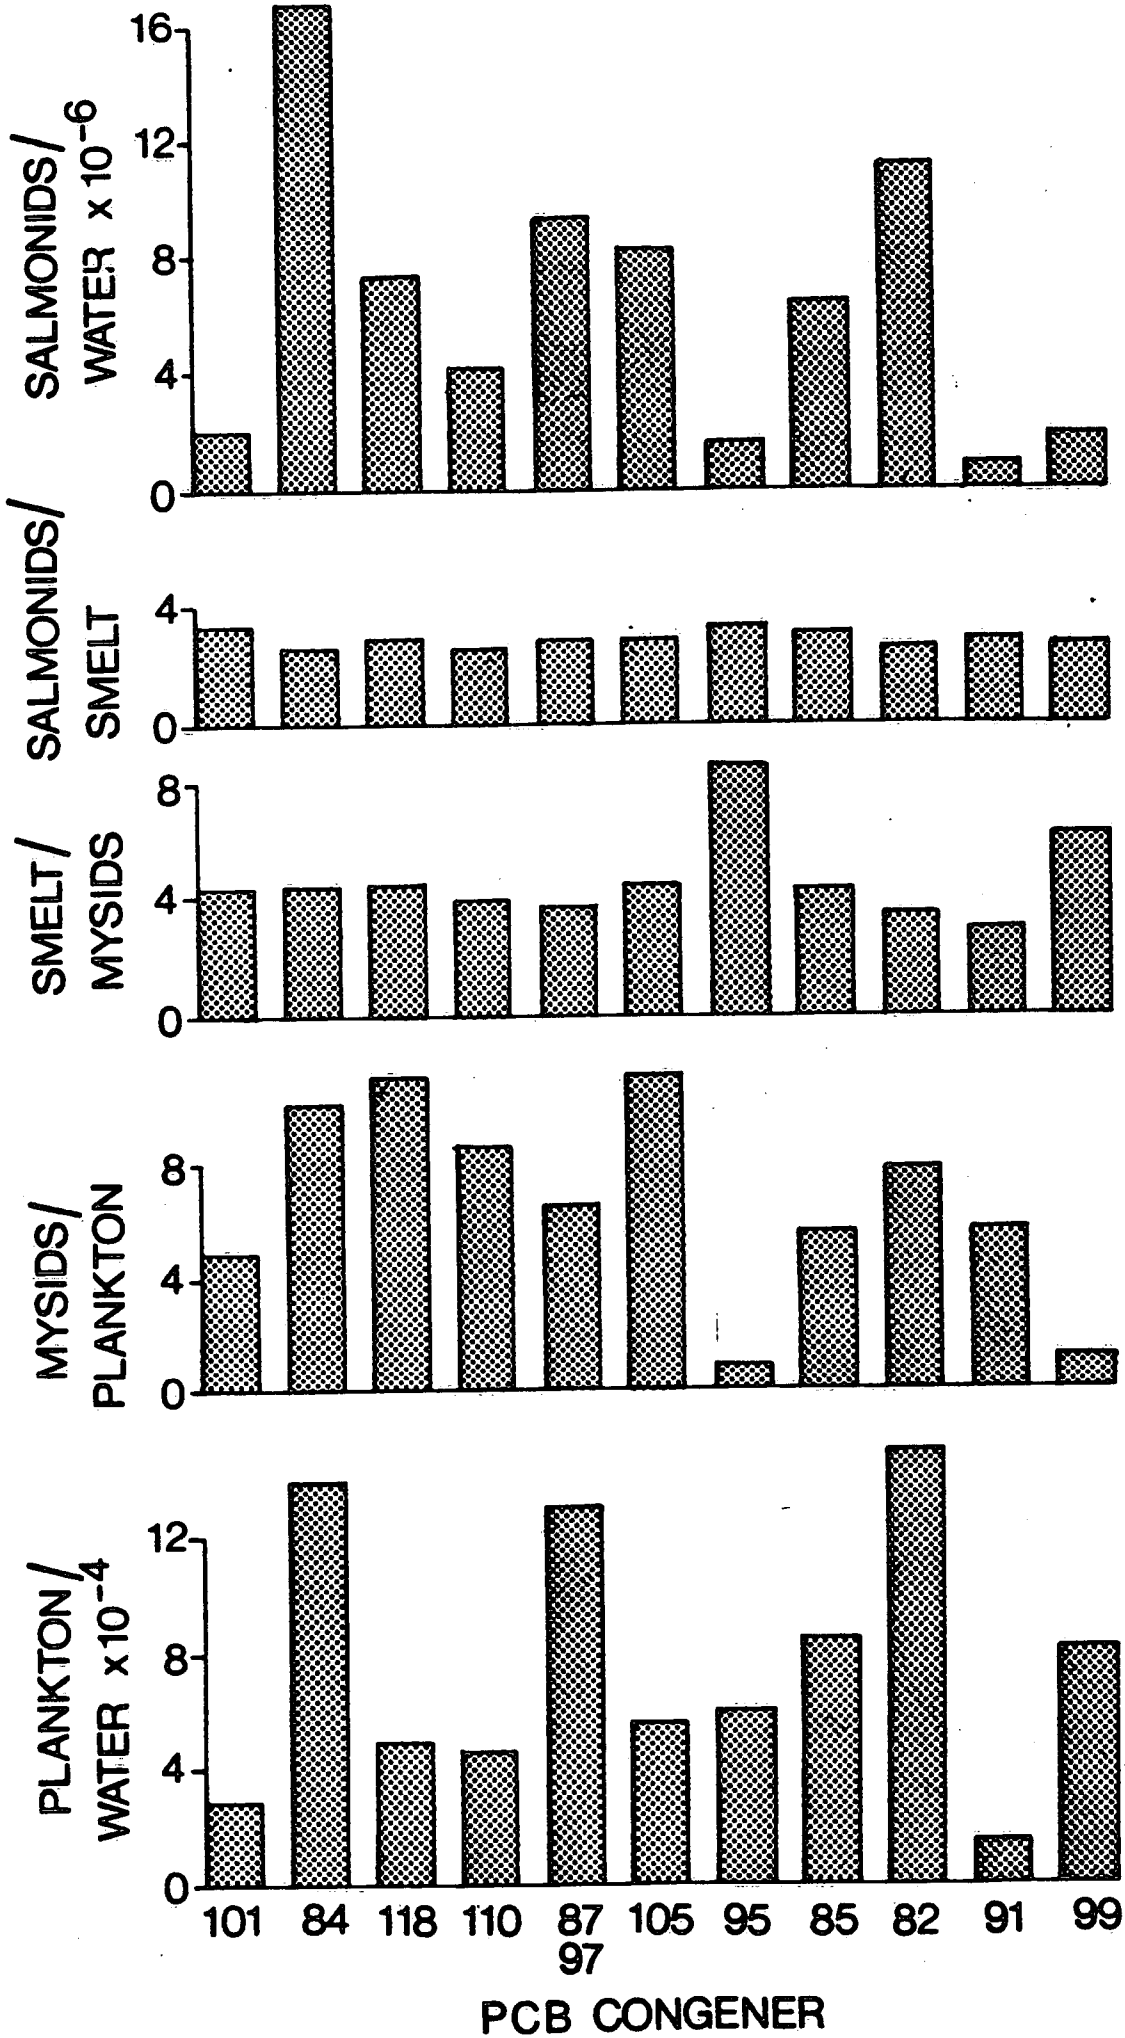 SALMONIDS/
WATER x 10-6
16
12
8
4
0
SALMONIDS/
SMELT
4
0
SMELT/
MYSIDS
8
4
0
MYSIDS/
PLANKTON
8
4
0
PLANKTON/
WATER x10-4
12
8
4
0
101 84 118 110 87 105 95 85 82 91 99
97
PCB CONGENER